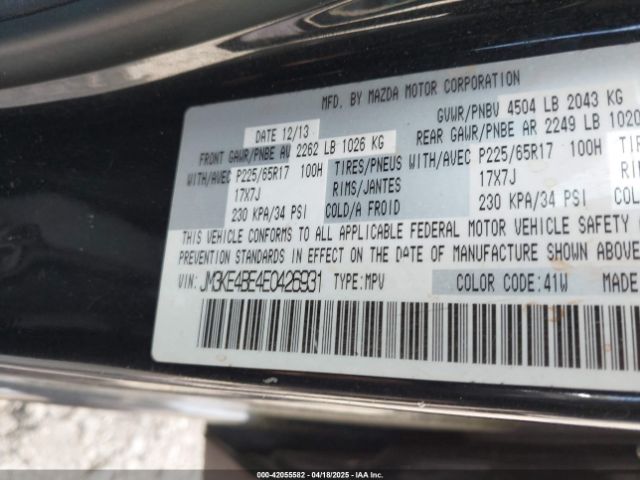 MFD. BY MAZDA MOTOR CORPORATION
DATE 12/13 GVWR/PNBV 4504 LB 2043 KG
FRONT GAWR/PNBE AV 2262 LB 1026 KG REAR GAWR/PNBE AR 2249 LB 1020
WITH/AVEC P225/65R17 100H TIRES/PNEUS WITH/AVEC P225/65R17 100H
17X7J RIMS/JANTES 17X7J
230 KPA/34 PSI COLD/A FROID 230 KPA/34 PSI
THIS VEHICLE CONFORMS TO ALL APPLICABLE FEDERAL MOTOR VEHICLE SAFETY
PREVENTION STANDARDS IN EFFECT ON THE DATE OF MANUFACTURE SHOWN ABOVE
VIN: JM3KE4BE4E0426931 TYPE:MPV COLOR CODE:41W MADE
000-42055582 - 04/18/2025 - IAA Inc.